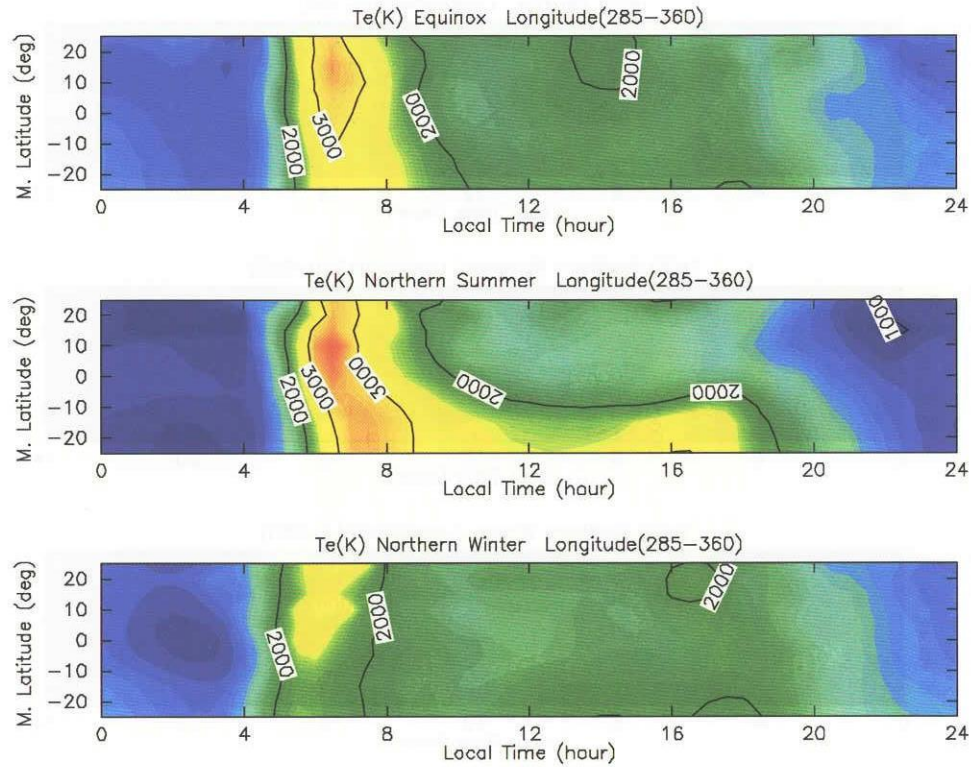 Te(K) Equinox Longitude(285-360)
M. Latitude (deg)
20
10
0
-10
-20
2000
3000
2000
2000
0 4 8 12 16 20 24
Local Time (hour)
Te(K) Northern Summer Longitude(285-360)
M. Latitude (deg)
20
10
0
-10
-20
2000
3000
3000
2000
2000
1000
0 4 8 12 16 20 24
Local Time (hour)
Te(K) Northern Winter Longitude(285-360)
M. Latitude (deg)
20
10
0
-10
-20
2000
2000
2000
0 4 8 12 16 20 24
Local Time (hour)